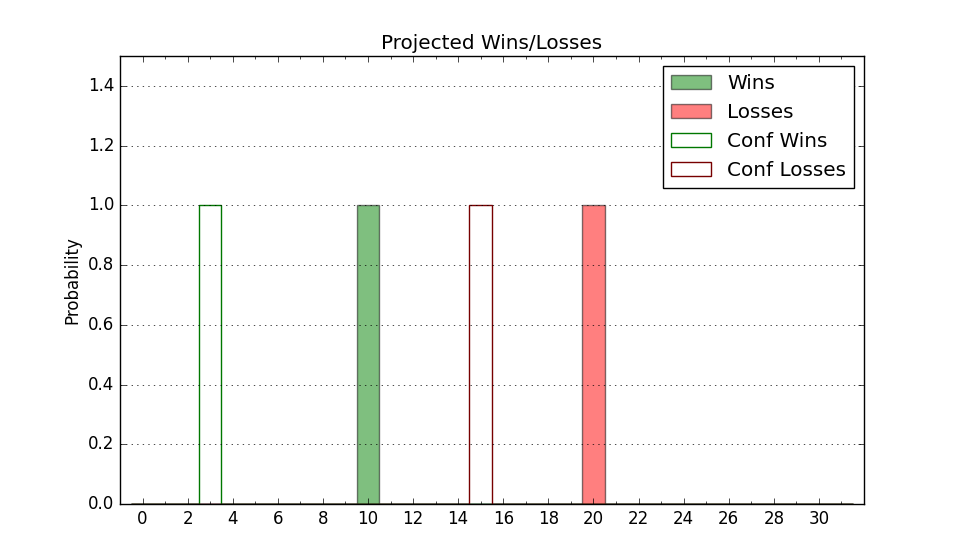 Projected Wins/Losses
1.4
1.2
1.0
0.8
0.6
0.4
0.2
0.0
Probability
Wins
Losses
Conf Wins
Conf Losses
0 2 4 6 8 10 12 14 16 18 20 22 24 26 28 30